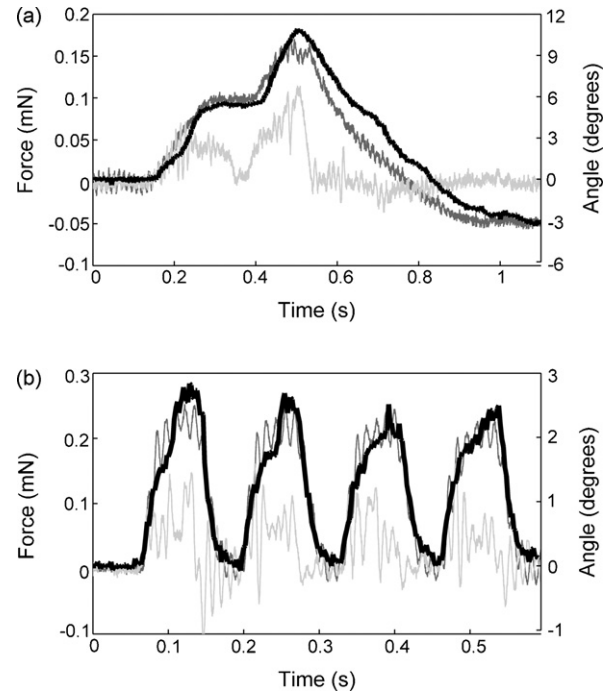 (a)
0.2
0.15
0.1
0.05
0
-0.05
-0.1
Force (mN)
12
9
6
3
0
-3
-6
Angle (degrees)
0 0.2 0.4 0.6 0.8 1
Time (s)
(b)
0.3
0.2
0.1
0
-0.1
Force (mN)
3
2
1
0
-1
Angle (degrees)
0 0.1 0.2 0.3 0.4 0.5
Time (s)